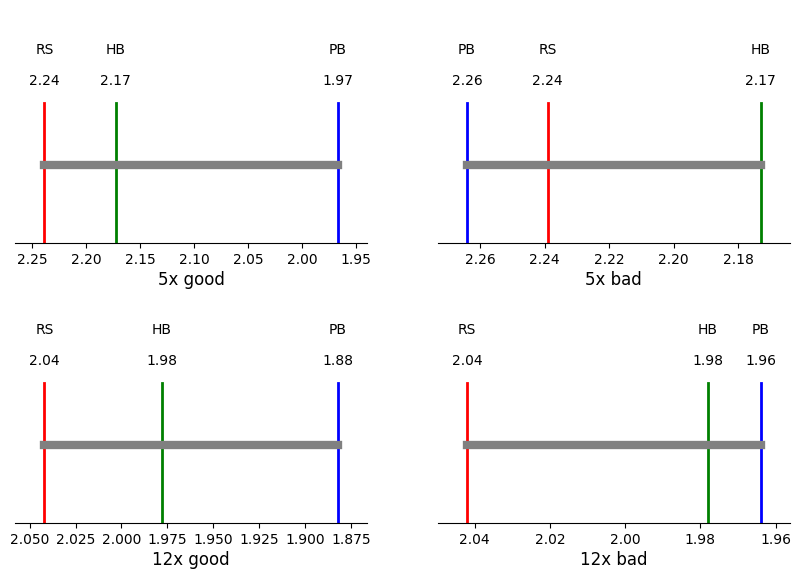 RS HB PB
2.24 2.17 1.97
2.25 2.20 2.15 2.10 2.05 2.00 1.95
5x good
PB RS HB
2.26 2.24 2.17
2.26 2.24 2.22 2.20 2.18
5x bad
RS HB PB
2.04 1.98 1.88
2.050 2.025 2.000 1.975 1.950 1.925 1.900 1.875
12x good
RS HB PB
2.04 1.98 1.96
2.04 2.02 2.00 1.98 1.96
12x bad